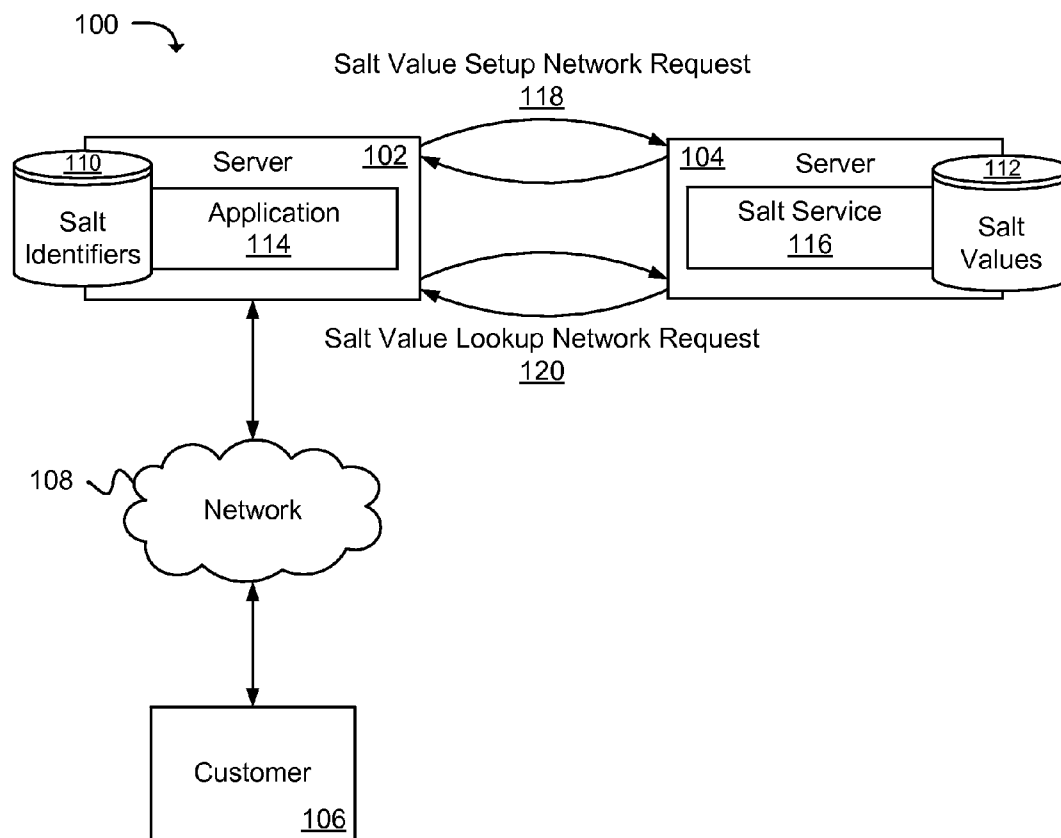 100
Salt Value Setup Network Request
118
110
Server
102
104
Server
112
Salt
Identifiers
Application
114
Salt Service
116
Salt
Values
Salt Value Lookup Network Request
120
108
Network
Customer
106